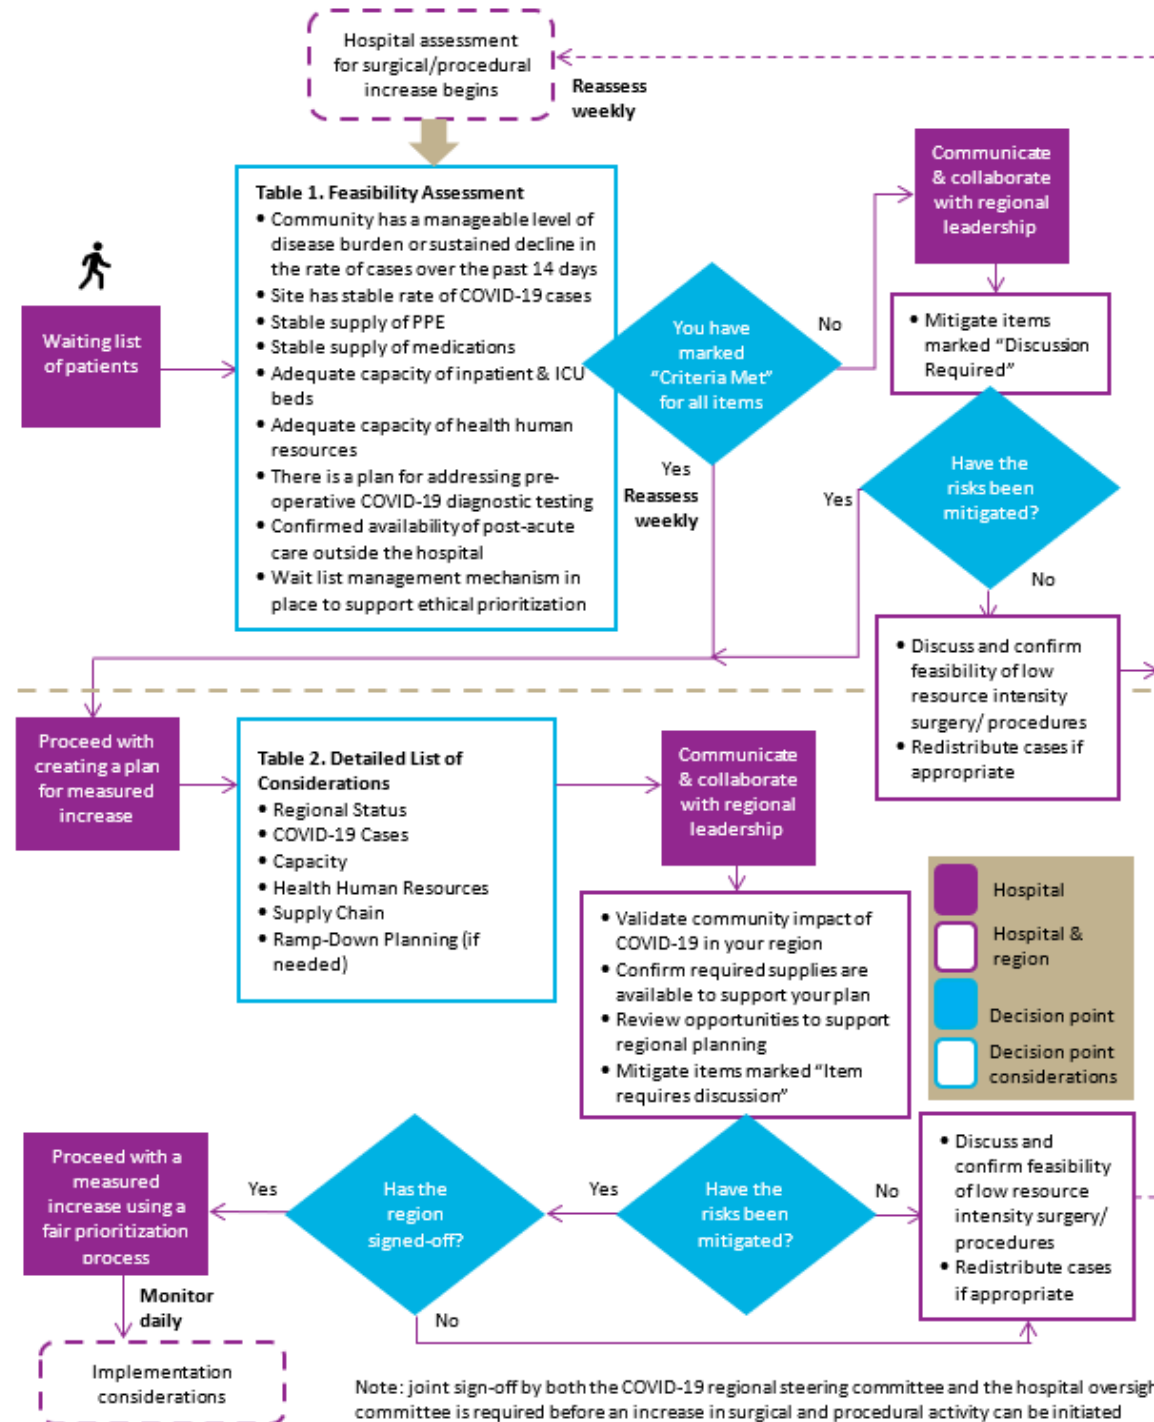 Hospital assessment
for surgical/procedural
increase begins
Reassess
weekly
Communicate
& collaborate
with regional
leadership
Table 1. Feasibility Assessment
• Community has a manageable level of
disease burden or sustained decline in
the rate of cases over the past 14 days
• Site has stable rate of COVID-19 cases
• Stable supply of PPE
• Stable supply of medications
• Adequate capacity of inpatient & ICU
beds
• Adequate capacity of health human
resources
• There is a plan for addressing pre-
operative COVID-19 diagnostic testing
• Confirmed availability of post-acute
care outside the hospital
• Wait list management mechanism in
place to support ethical prioritization
Waiting list
of patients
You have
marked
"Criteria Met"
for all items
No
• Mitigate items
marked "Discussion
Required"
Yes
Reassess
weekly
Have the
risks been
mitigated?
Yes
No
• Discuss and confirm
feasibility of low
resource intensity
surgery/ procedures
• Redistribute cases if
appropriate
Proceed with
creating a plan
for measured
increase
Table 2. Detailed List of
Considerations
• Regional Status
• COVID-19 Cases
• Capacity
• Health Human Resources
• Supply Chain
• Ramp-Down Planning (if
needed)
Communicate
& collaborate
with regional
leadership
• Validate community impact of
COVID-19 in your region
• Confirm required supplies are
available to support your plan
• Review opportunities to support
regional planning
• Mitigate items marked "Item
requires discussion"
Hospital
Hospital &
region
Decision point
Decision point
considerations
Proceed with a
measured
increase using a
fair prioritization
process
Yes
Has the
region
signed-off?
Yes
Have the
risks been
mitigated?
No
• Discuss and
confirm feasibility
of low resource
intensity surgery/
procedures
• Redistribute cases
if appropriate
Monitor
daily
No
Implementation
considerations
Note: joint sign-off by both the COVID-19 regional steering committee and the hospital oversigh
committee is required before an increase in surgical and procedural activity can be initiated